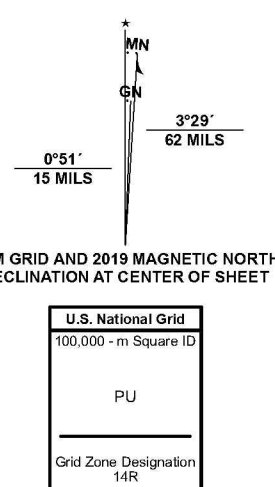 MN
GN
3°29´
62 MILS
0°51´
15 MILS
M GRID AND 2019 MAGNETIC NORTH
ECLINATION AT CENTER OF SHEET
U.S. National Grid
100,000 - m Square ID
PU
Grid Zone Designation
14R